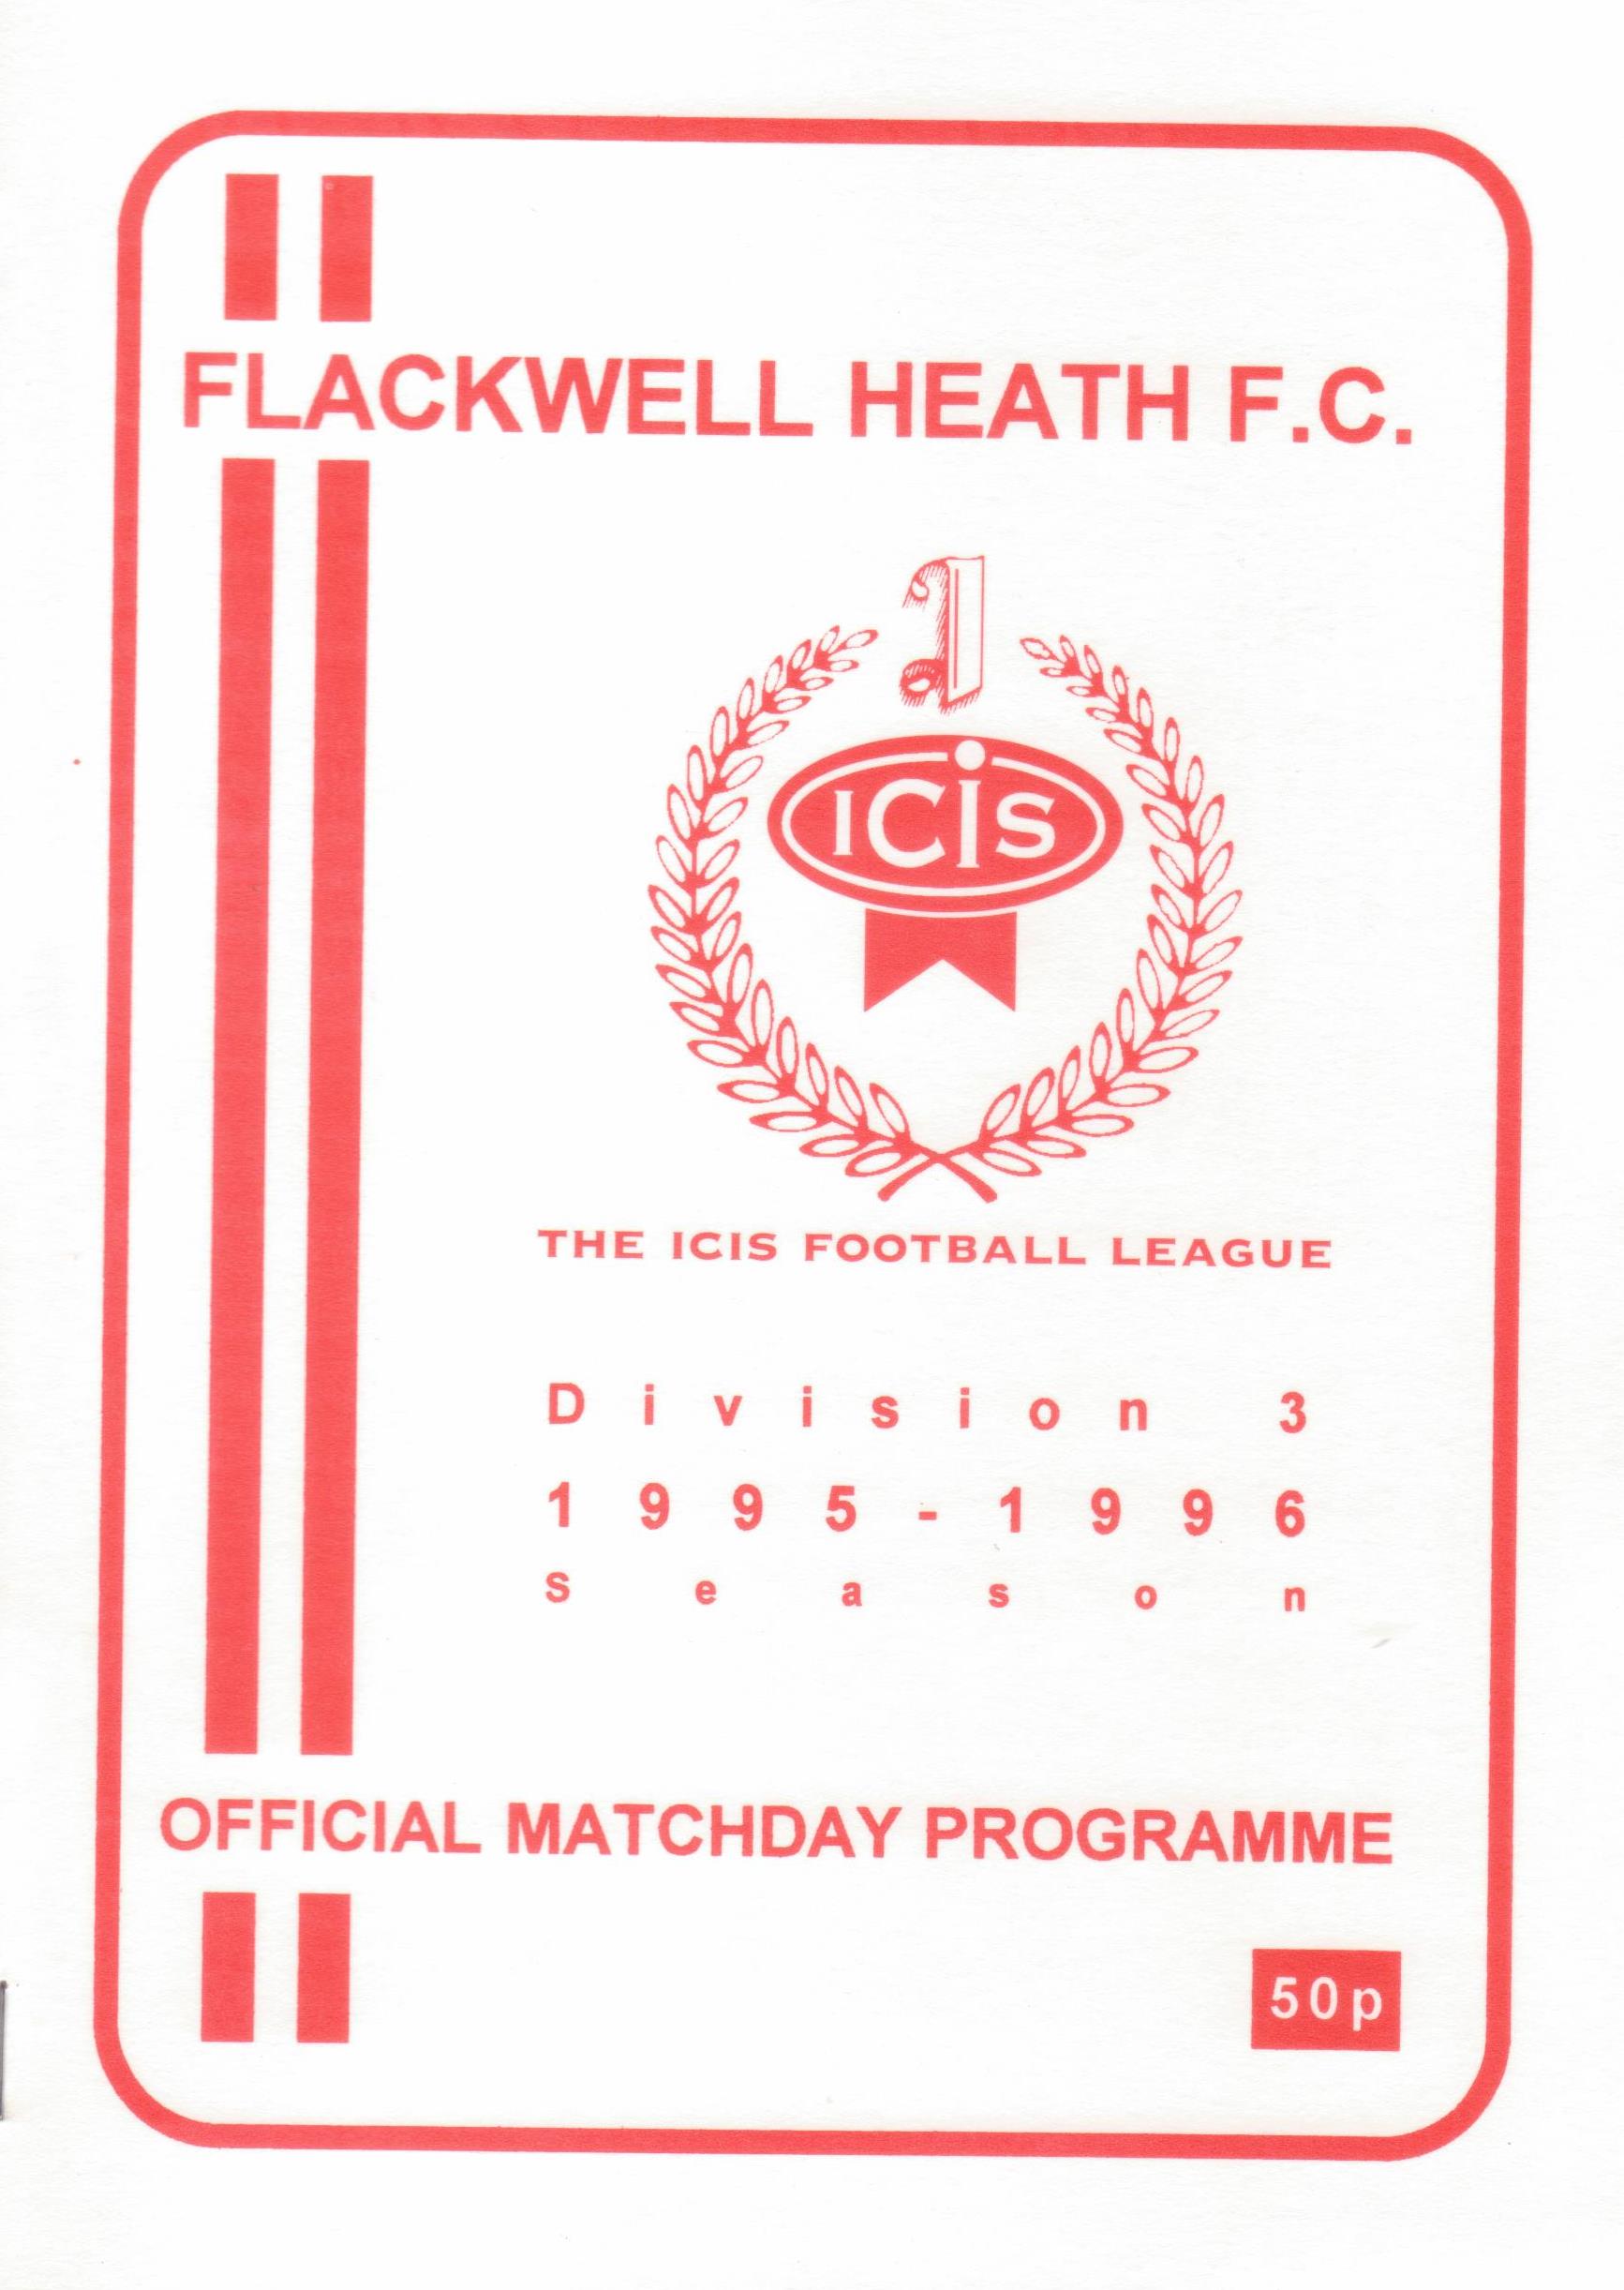 FLACKWELL HEATH F.C.
I
ICIS
THE ICIS FOOTBALL LEAGUE
Division 3
1995-1996
Season
OFFICIAL MATCHDAY PROGRAMME
50p